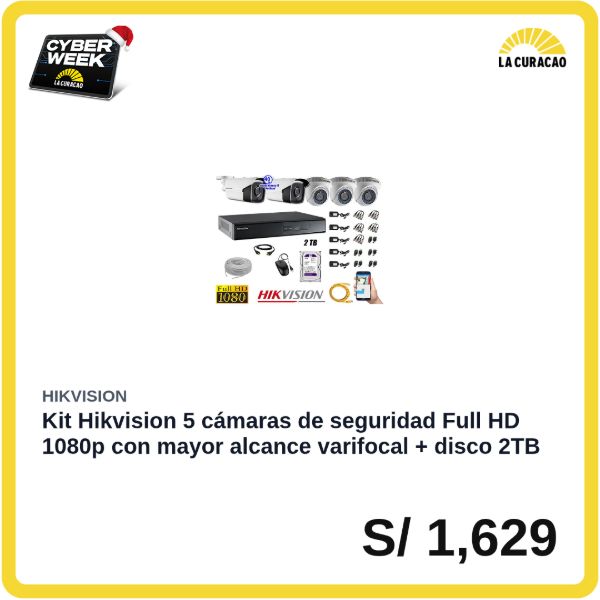 CYBER
WEEK
LA CURACAO
LA CURACAO
2 TB
Full HD
1080
HIKVISION
HIKVISION
Kit Hikvision 5 cámaras de seguridad Full HD
1080p con mayor alcance varifocal + disco 2TB
S/ 1,629